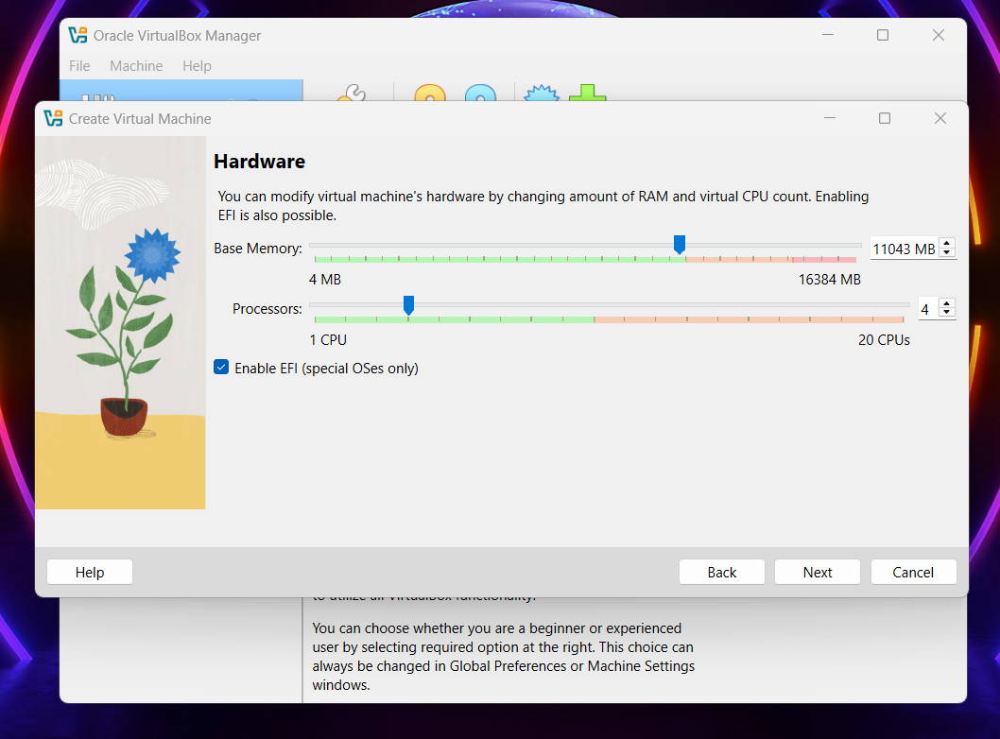 Oracle VirtualBox Manager
File Machine Help
Create Virtual Machine
Hardware
You can modify virtual machine's hardware by changing amount of RAM and virtual CPU count. Enabling
EFI is also possible.
Base Memory: 11043 MB
4 MB 16384 MB
Processors: 4
1 CPU 20 CPUs
Enable EFI (special OSes only)
Help Back Next Cancel
to utilize all VirtualBox functionality.
You can choose whether you are a beginner or experienced
user by selecting required option at the right. This choice can
always be changed in Global Preferences or Machine Settings
windows.